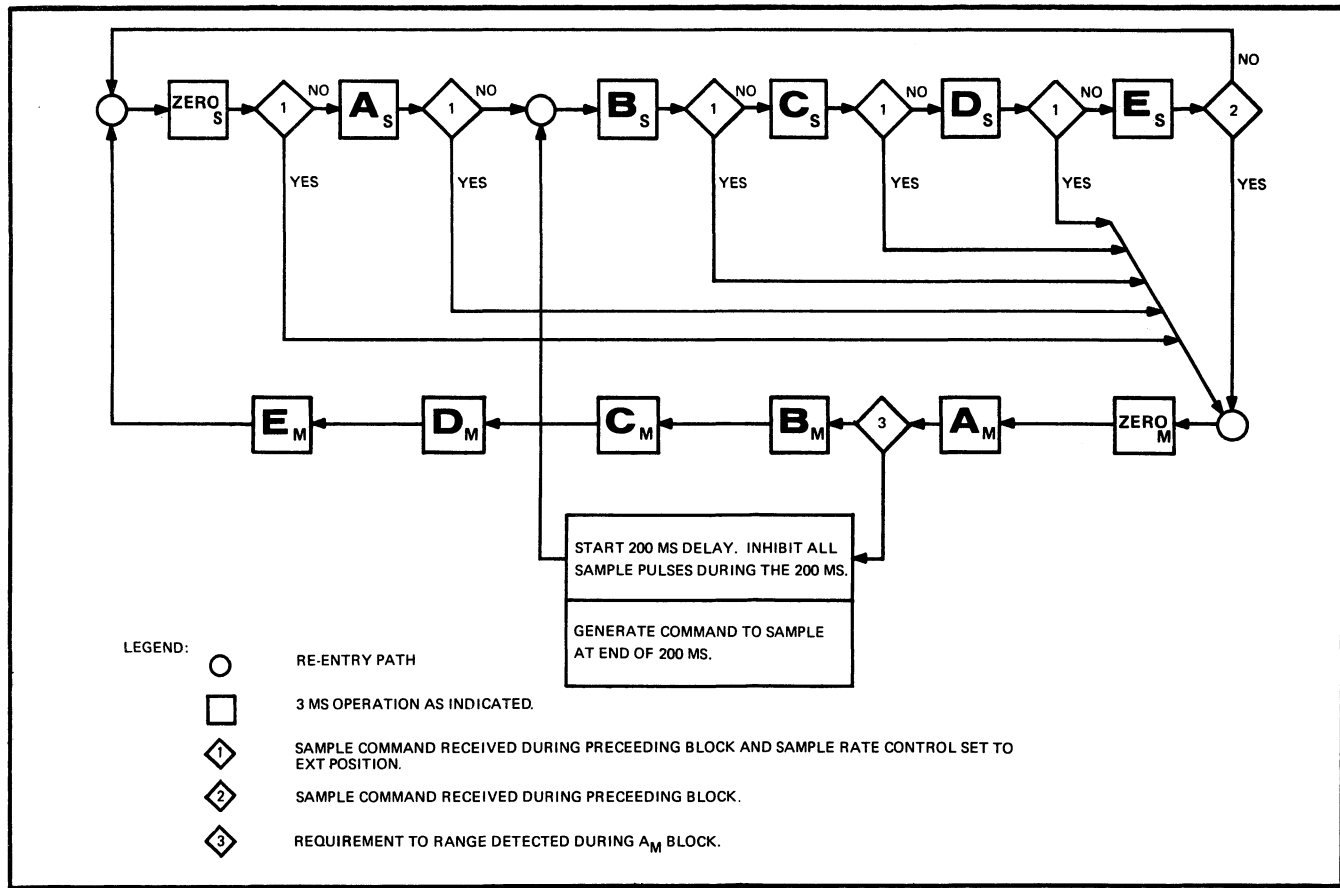 NO
ZERO S
1
NO
A S
1
NO
B S
1
NO
C S
1
NO
D S
1
NO
E S
2
YES
YES
YES
YES
YES
YES
E M
D M
C M
B M
3
A M
ZERO M
START 200 MS DELAY. INHIBIT ALL
SAMPLE PULSES DURING THE 200 MS.
GENERATE COMMAND TO SAMPLE
AT END OF 200 MS.
LEGEND:
RE-ENTRY PATH
3 MS OPERATION AS INDICATED.
1 SAMPLE COMMAND RECEIVED DURING PRECEEDING BLOCK AND SAMPLE RATE CONTROL SET TO
EXT POSITION.
2 SAMPLE COMMAND RECEIVED DURING PRECEEDING BLOCK.
3 REQUIREMENT TO RANGE DETECTED DURING AM BLOCK.